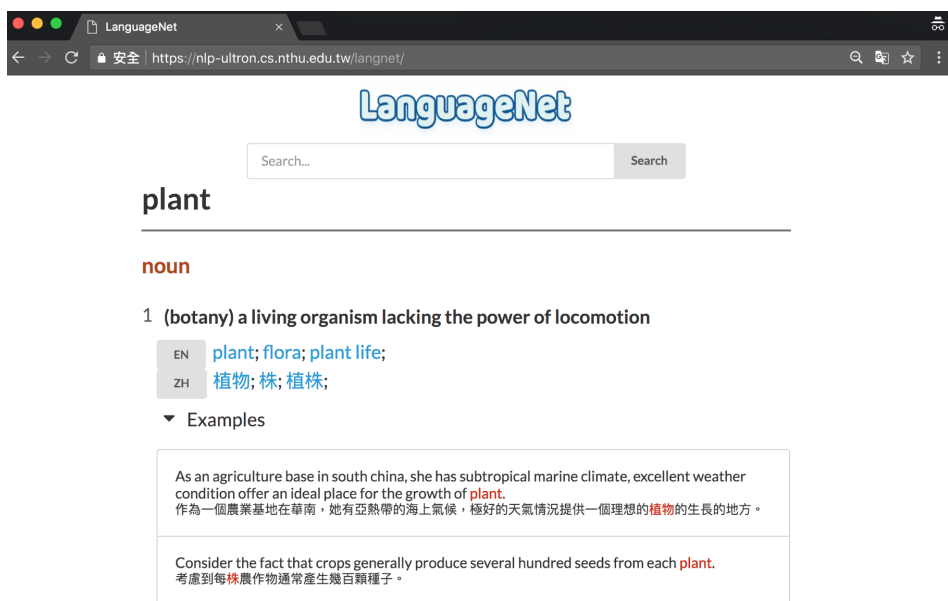 LanguageNet ×
安全 https://nlp-ultron.cs.nthu.edu.tw/langnet/
LanguageNet
Search... Search
plant
noun
1 (botany) a living organism lacking the power of locomotion
EN plant; flora; plant life;
ZH 植物; 株; 植株;
Examples
As an agriculture base in south china, she has subtropical marine climate, excellent weather
condition offer an ideal place for the growth of plant.
作為一個農業基地在華南，她有亞熱帶的海上氣候，極好的天氣情況提供一個理想的植物的生長的地方。
Consider the fact that crops generally produce several hundred seeds from each plant.
考慮到每株農作物通常產生幾百顆種子。